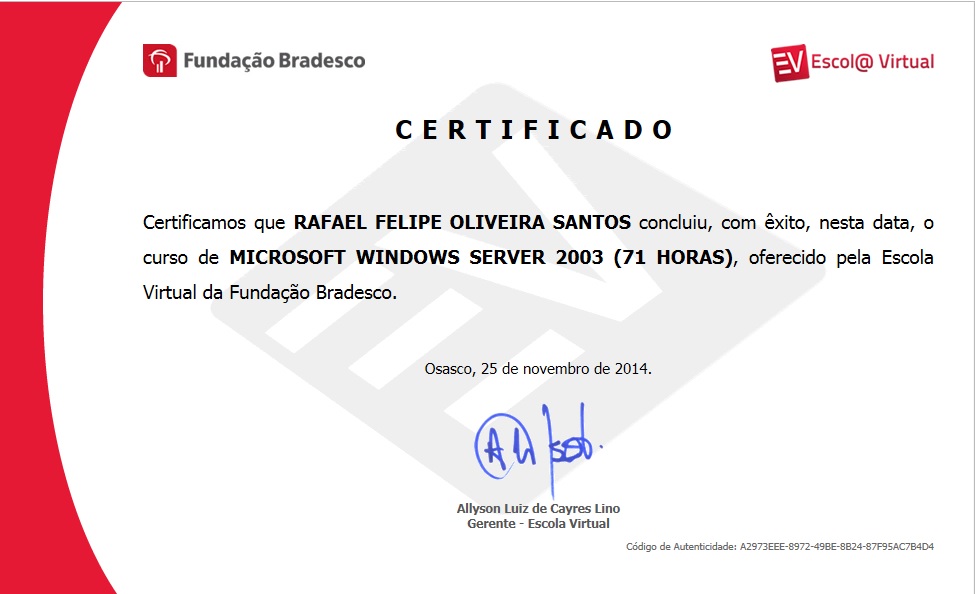 Fundação Bradesco
EV Escol@ Virtual
CERTIFICADO
Certificamos que RAFAEL FELIPE OLIVEIRA SANTOS concluiu, com êxito, nesta data, o
curso de MICROSOFT WINDOWS SERVER 2003 (71 HORAS), oferecido pela Escola
Virtual da Fundação Bradesco.
Osasco, 25 de novembro de 2014.
Allyson Luiz de Cayres Lino
Gerente - Escola Virtual
Código de Autenticidade: A2973EEE-8972-49BE-8B24-87F95AC7B4D4